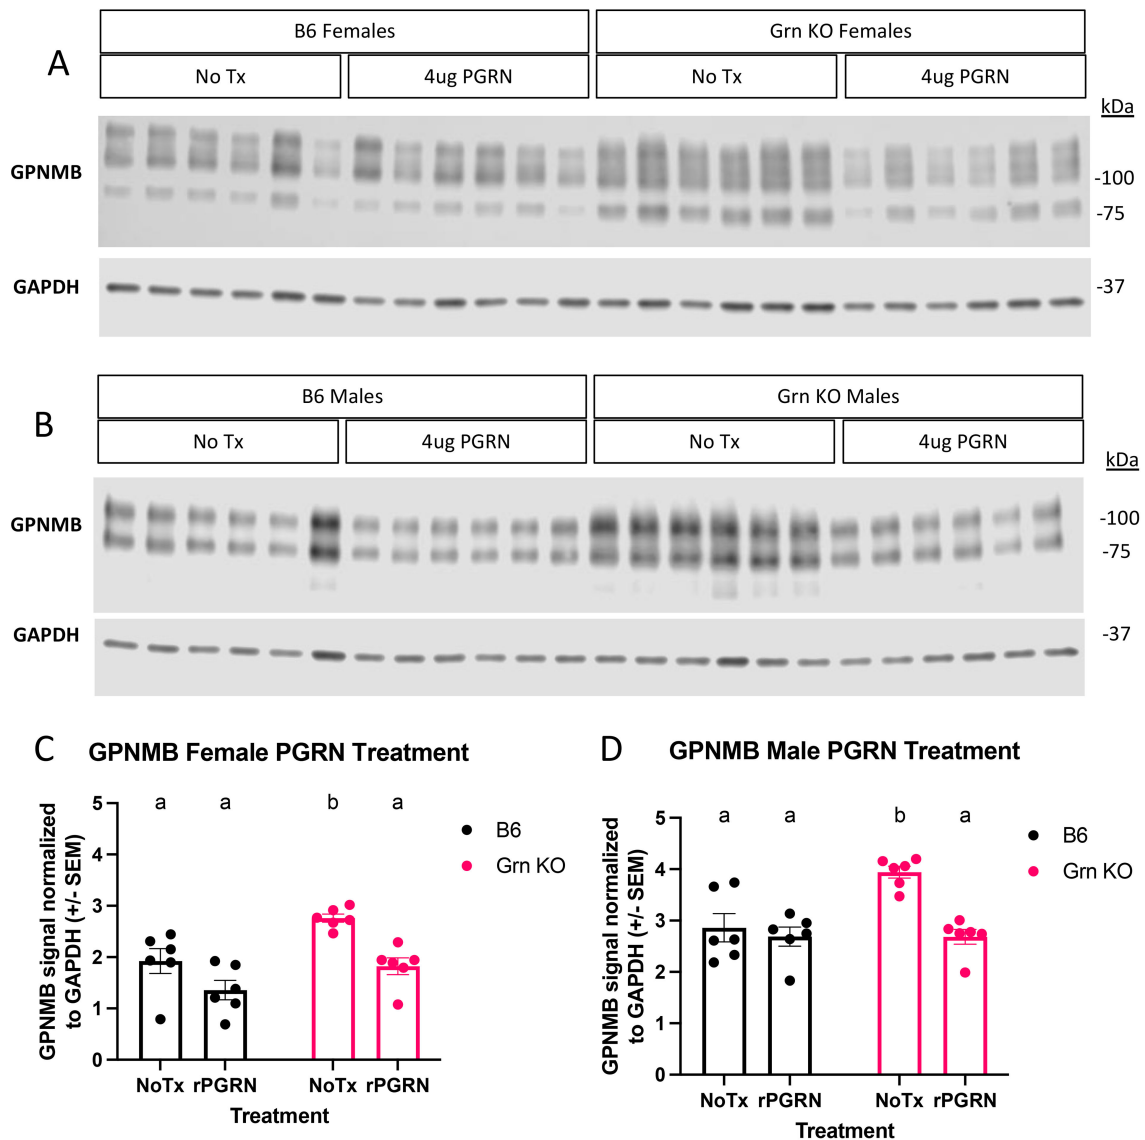 A
B6 Females
Grn KO Females
No Tx
4ug PGRN
No Tx
4ug PGRN
kDa
GPNMB
-100
-75
GAPDH
-37
B
B6 Males
Grn KO Males
No Tx
4ug PGRN
No Tx
4ug PGRN
kDa
GPNMB
-100
-75
GAPDH
-37
C
GPNMB Female PGRN Treatment
GPNMB signal normalized
to GAPDH (+/- SEM)
5
4
3
2
1
0
a
a
b
a
B6
Grn KO
NoTx
rPGRN
NoTx
rPGRN
Treatment
D
GPNMB Male PGRN Treatment
GPNMB signal normalized
to GAPDH (+/- SEM)
5
4
3
2
1
0
a
a
b
a
B6
Grn KO
NoTx
rPGRN
NoTx
rPGRN
Treatment